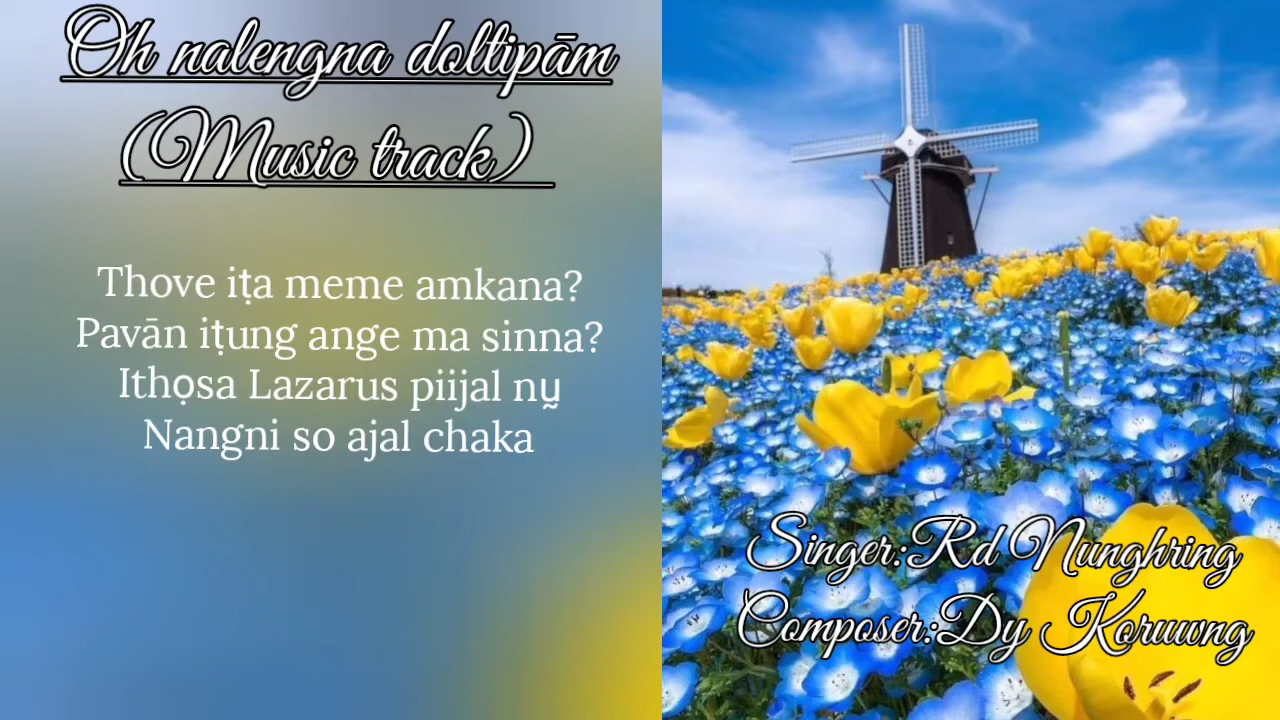 Oh nalengna doltipām
(Music track)
Thove iṭa meme amkana?
Pavān iṭung ange ma sinna?
Ithọsa Lazarus piijal nṳ
Nangni so ajal chaka
Singer:Rd Nunghring
Composer:Dy Koruwng